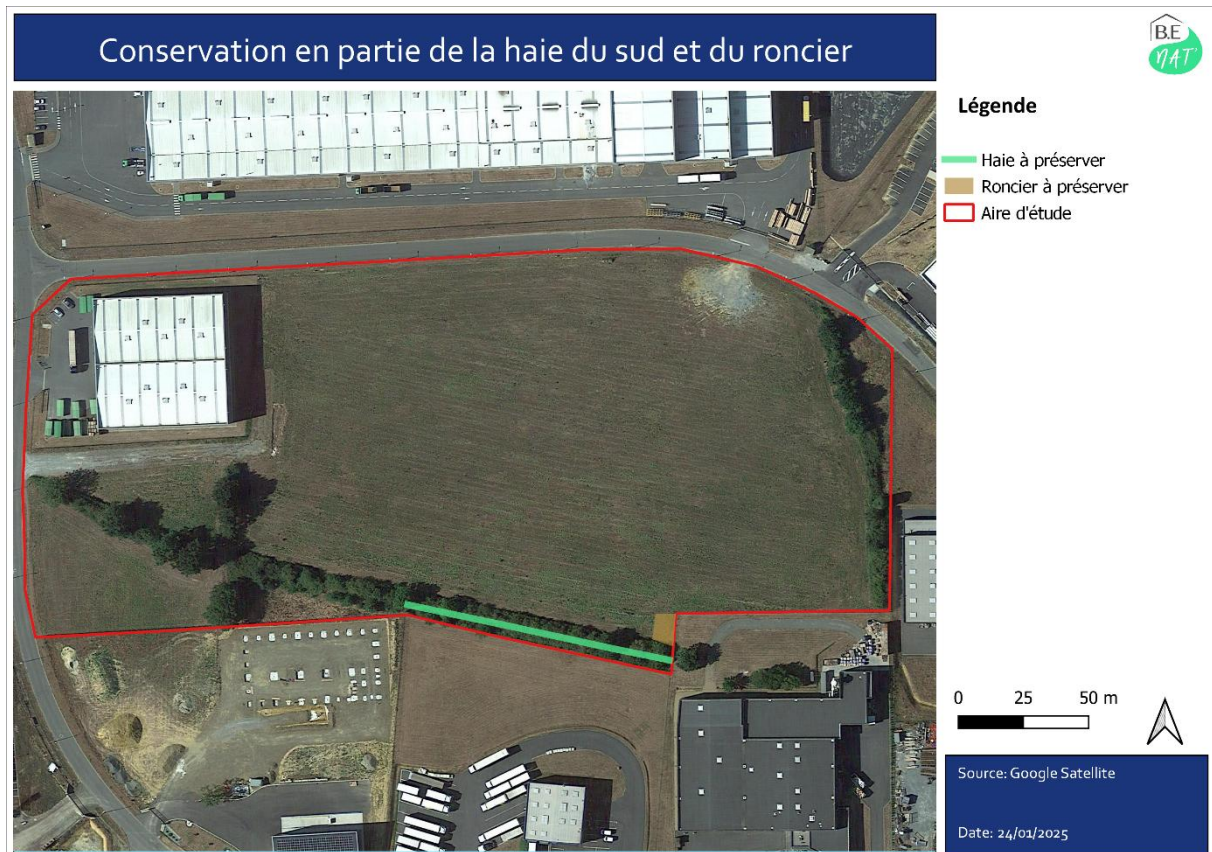 Conservation en partie de la haie du sud et du roncier
B.E
NAT'
Légende
Haie à préserver
Roncier à préserver
Aire d'étude
0 25 50 m
Source: Google Satellite
Date: 24/01/2025